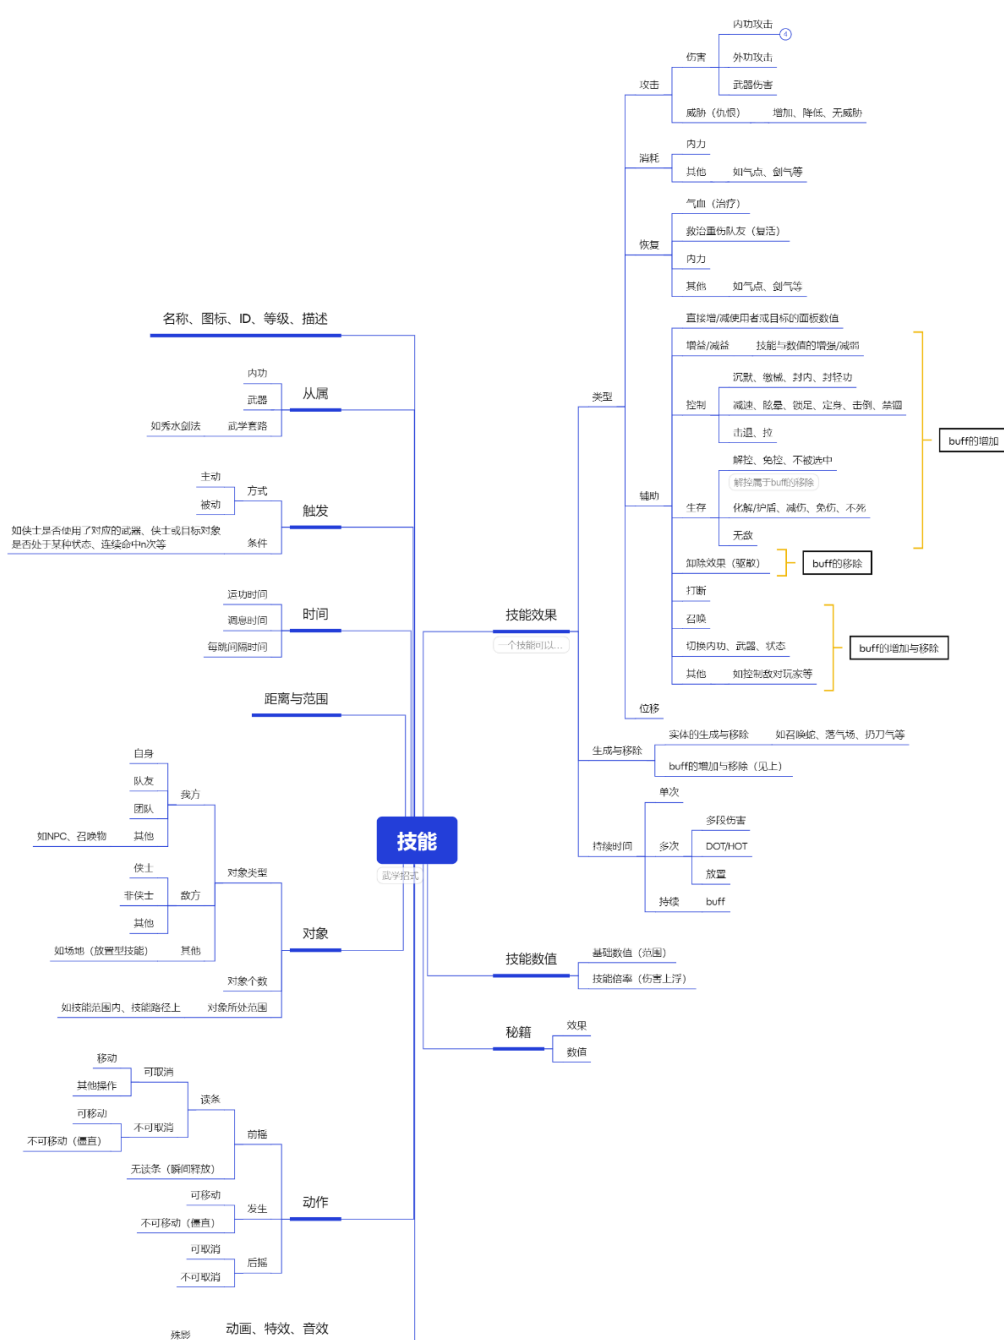 技能
武学招式
名称、图标、ID、等级、描述
从属
内功
武器
武学套路
如秀水剑法
触发
方式
主动
被动
条件
如侠士是否使用了对应的武器、侠士或目标对象
是否处于某种状态、连续命中n次等
时间
运功时间
调息时间
每跳间隔时间
距离与范围
对象
对象类型
我方
自身
队友
团队
其他
如NPC、召唤物
敌方
侠士
非侠士
其他
其他
如场地（放置型技能）
对象个数
对象所处范围
如技能范围内、技能路径上
动作
前摇
读条
可取消
移动
其他操作
不可取消
可移动
不可移动（僵直）
无读条（瞬间释放）
发生
可移动
不可移动（僵直）
后摇
可取消
不可取消
动画、特效、音效
殊影
技能效果
一个技能可以...
类型
攻击
伤害
内功攻击
4
外功攻击
武器伤害
威胁（仇恨）
增加、降低、无威胁
消耗
内力
其他
如气点、剑气等
恢复
气血（治疗）
救治重伤队友（复活）
内力
其他
如气点、剑气等
辅助
直接增/减使用者或目标的面板数值
增益/减益
技能与数值的增强/减弱
控制
沉默、缴械、封内、封轻功
减速、眩晕、锁足、定身、击倒、禁锢
击退、拉
生存
解控、免控、不被选中
解控属于buff的移除
化解/护盾、减伤、免伤、不死
无敌
buff的增加
卸除效果（驱散）
buff的移除
打断
召唤
切换内功、武器、状态
其他
如控制敌对玩家等
buff的增加与移除
位移
生成与移除
实体的生成与移除
如召唤蛇、落气场、扔刀气等
buff的增加与移除（见上）
持续时间
单次
多次
多段伤害
DOT/HOT
放置
持续
buff
技能数值
基础数值（范围）
技能倍率（伤害上浮）
秘籍
效果
数值